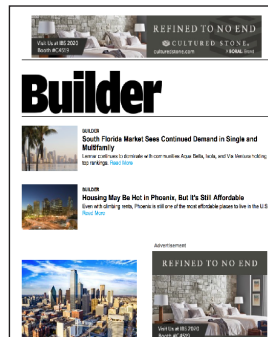 REFINED TO NO END
Visit Us at IBS 2020
Booth #C4519
CULTURED STONE.
culturedstone.com
Builder
BUILDER
South Florida Market Sees Continued Demand in Single and
Multifamily
Lennar continues to dominate with communities Aqua Bella, and Vie Venture holding
top rankings. Read More
BUILDER
Housing May Be Hot in Phoenix, But It's Still Affordable
Even with climbing rents, Phoenix is still one of the most affordable places to live in the U.S
Read More
Advertisement
REFINED TO NO END
Visit Us at IBS 2020